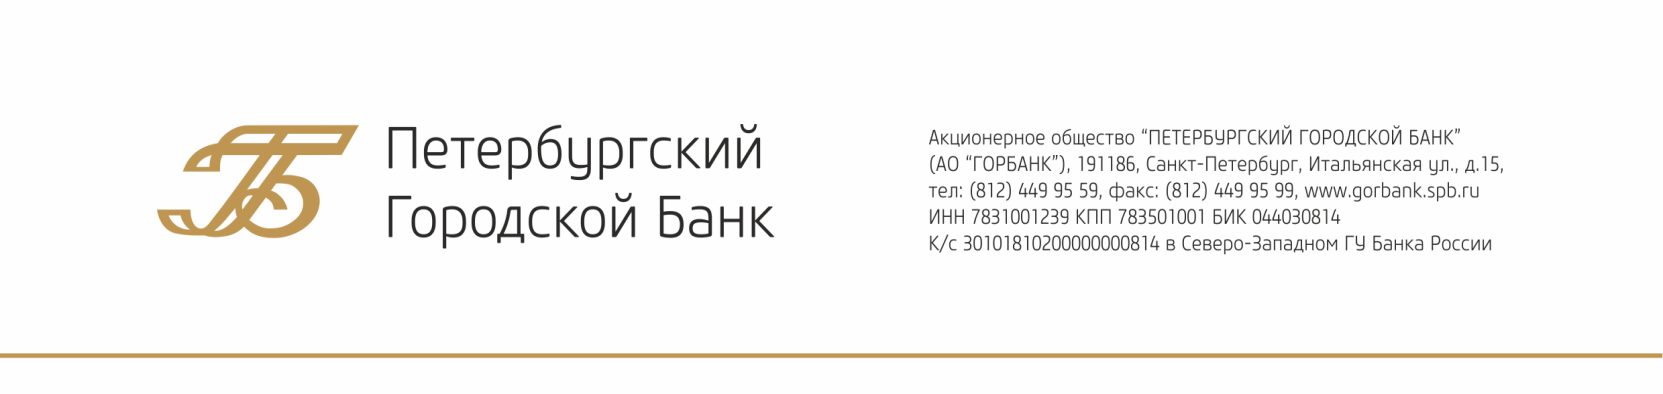 Петербургский
Городской Банк
Акционерное общество “ПЕТЕРБУРГСКИЙ ГОРОДСКОЙ БАНК”
(АО “ГОРБАНК”), 191186, Санкт-Петербург, Итальянская ул., д.15,
тел: (812) 449 95 59, факс: (812) 449 95 99, www.gorbank.spb.ru
ИНН 7831001239 КПП 783501001 БИК 044030814
К/с 30101810200000000814 в Северо-Западном ГУ Банка России